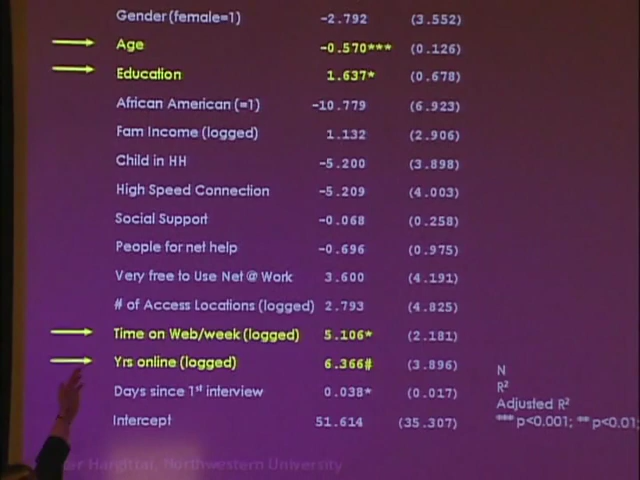 Gender (female=1) -2.792 (3.552)
Age -0.570*** (0.126)
Education 1.637* (0.678)
African American (=1) -10.779 (6.923)
Fam Income (logged) 1.132 (2.906)
Child in HH -5.200 (3.898)
High Speed Connection -5.209 (4.003)
Social Support -0.068 (0.258)
People for net help -0.696 (0.975)
Very free to Use Net @ Work 3.600 (4.191)
# of Access Locations (logged) 2.793 (4.825)
Time on Web/week (logged) 5.106* (2.181)
Yrs online (logged) 6.366# (3.896)
Days since 1st interview 0.038* (0.017)
Intercept 51.614 (35.307)
N
R²
Adjusted R²
*** p<0.001; ** p<0.01;
Hargittai, Northwestern University